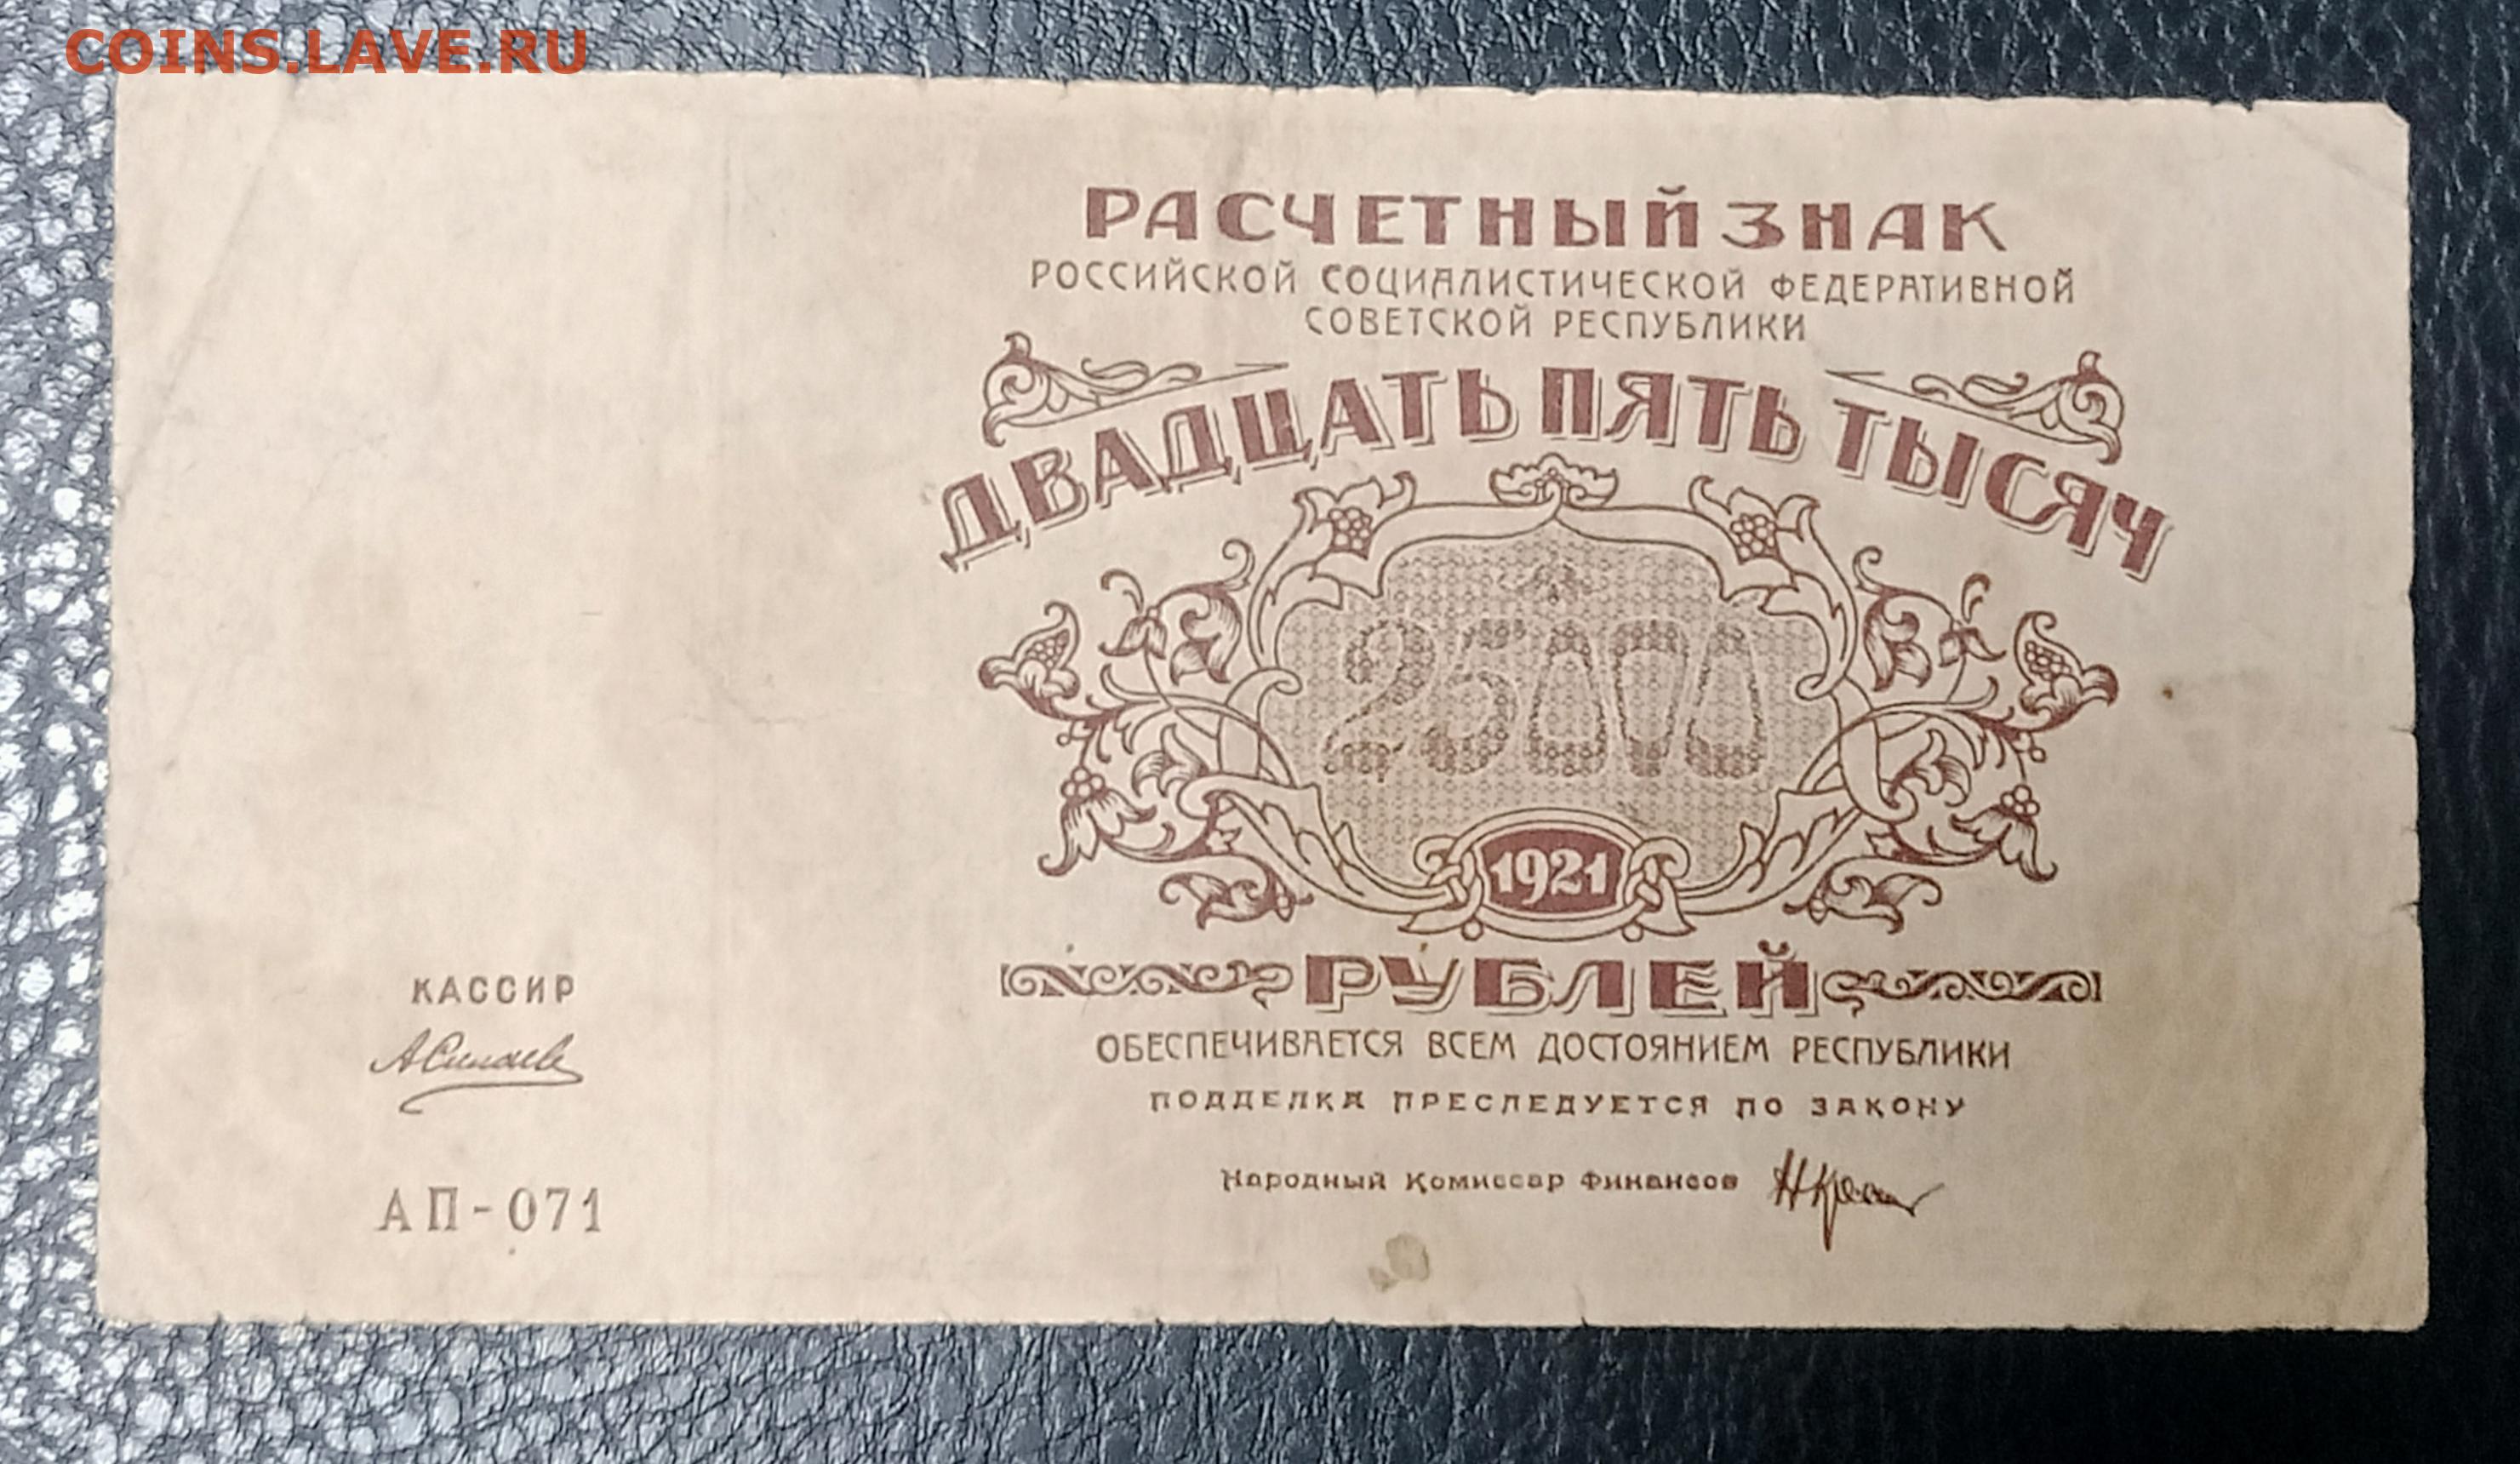 COINS.LAVE.RU
РАСЧЕТНЫЙ ЗНАК
РОССИЙСКОЙ СОЦИАЛИСТИЧЕСКОЙ ФЕДЕРАТИВНОЙ
СОВЕТСКОЙ РЕСПУБЛИКИ
ДВАДЦАТЬ ПЯТЬ ТЫСЯЧ
25000
1921
РУБЛЕЙ
ОБЕСПЕЧИВАЕТСЯ ВСЕМ ДОСТОЯНИЕМ РЕСПУБЛИКИ
ПОДДЕЛКА ПРЕСЛЕДУЕТСЯ ПО ЗАКОНУ
Народный Комиссар Финансов
КАССИР
А Силаев
АП-071